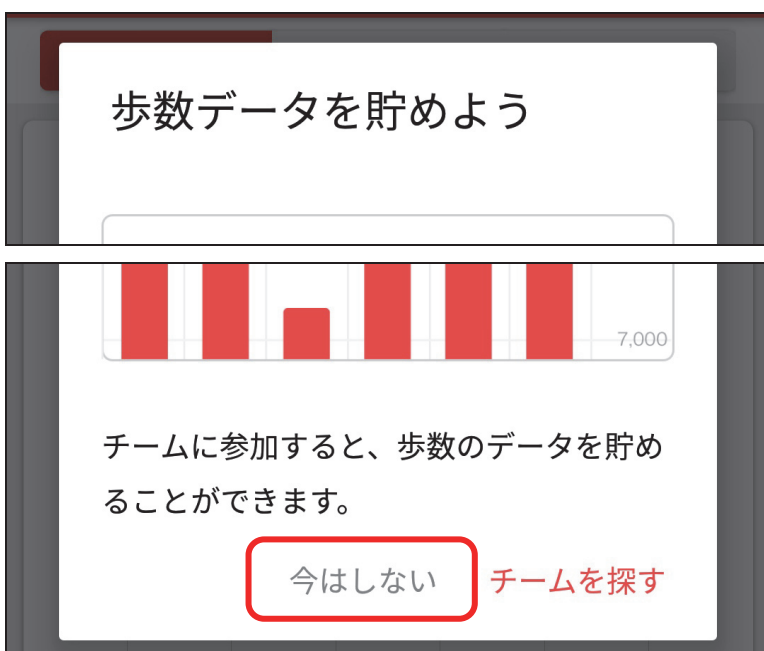 歩数データを貯めよう
7,000
チームに参加すると、歩数のデータを貯め
ることができます。
今はしない チームを探す